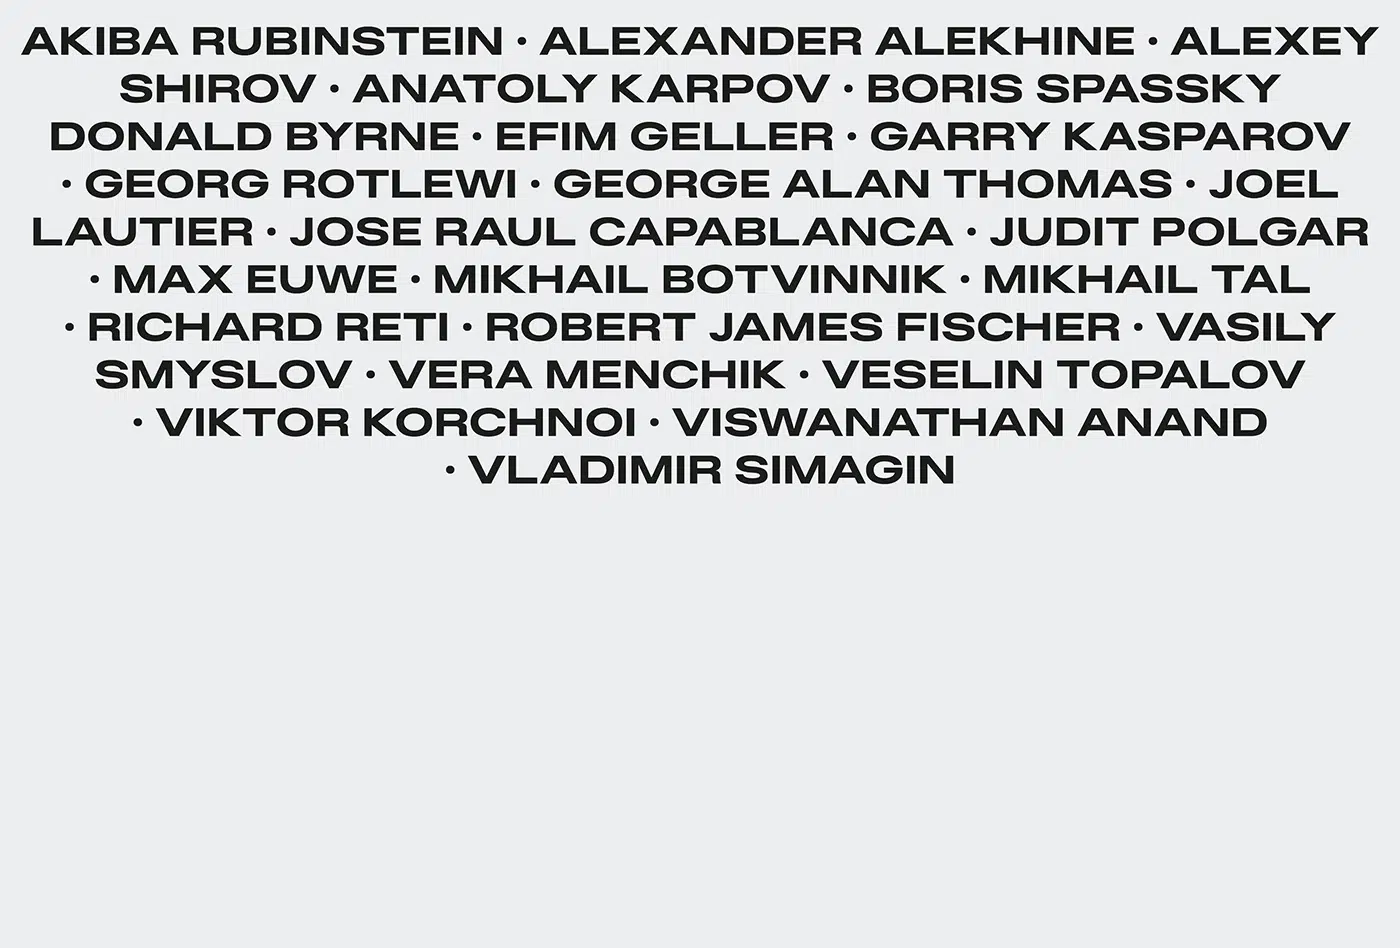 AKIBA RUBINSTEIN · ALEXANDER ALEKHINE · ALEXEY
SHIROV · ANATOLY KARPOV · BORIS SPASSKY
DONALD BYRNE · EFIM GELLER · GARRY KASPAROV
· GEORG ROTLEWI · GEORGE ALAN THOMAS · JOEL
LAUTIER · JOSE RAUL CAPABLANCA · JUDIT POLGAR
· MAX EUWE · MIKHAIL BOTVINNIK · MIKHAIL TAL
· RICHARD RETI · ROBERT JAMES FISCHER · VASILY
SMYSLOV · VERA MENCHIK · VESELIN TOPALOV
· VIKTOR KORCHNOI · VISWANATHAN ANAND
· VLADIMIR SIMAGIN